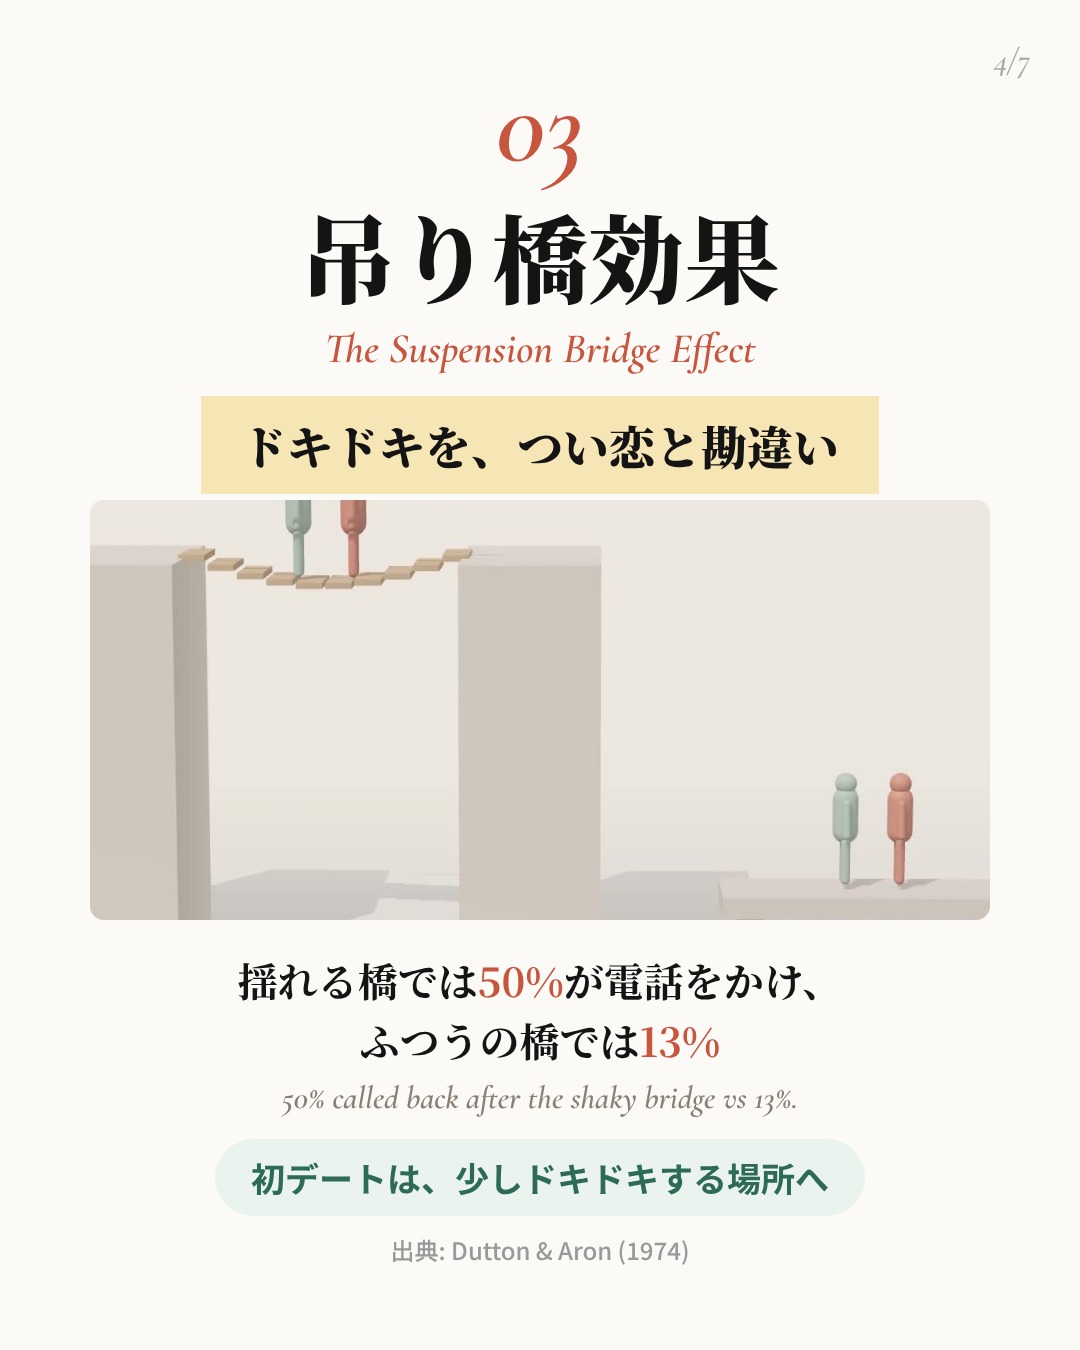 4/7
03
吊り橋効果
The Suspension Bridge Effect
ドキドキを、つい恋と勘違い
揺れる橋では50%が電話をかけ、
ふつうの橋では13%
50% called back after the shaky bridge vs 13%.
初デートは、少しドキドキする場所へ
出典: Dutton & Aron (1974)